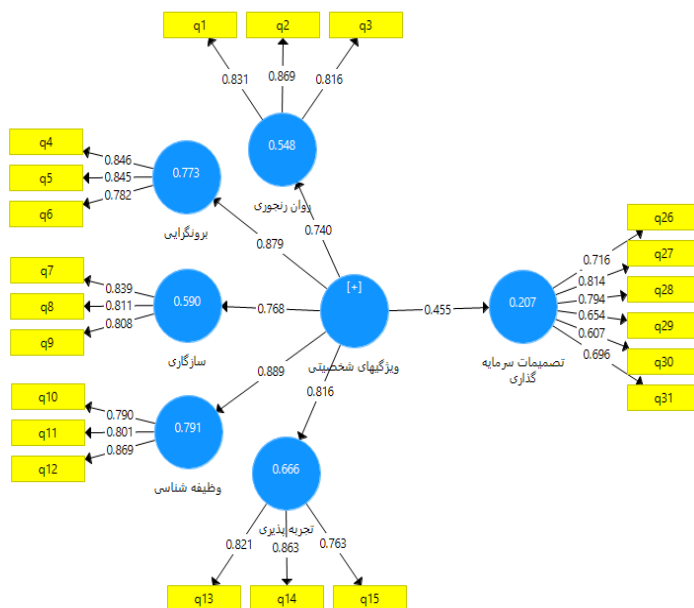 q1 q2 q3
0.831 0.869 0.816
0.548
روان رنجوری
0.740
q4
q5
q6
0.846
0.845
0.782
0.773
برونگرایی
0.879
q7
q8
q9
0.839
0.811
0.808
0.590
سازگاری
0.768
[+]
ویژگیهای شخصیتی
0.455
0.207
تصمیمات سرمایه
گذاری
0.716
0.814
0.794
0.654
0.607
0.696
q26
q27
q28
q29
q30
q31
q10
q11
q12
0.790
0.801
0.869
0.791
وظیفه شناسی
0.889
0.816
0.666
تجربه پذیری
0.821 0.863 0.763
q13 q14 q15